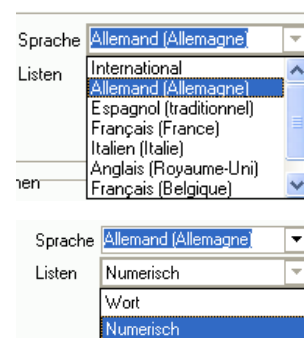 Sprache Allemand (Allemagne)
Listen International
Allemand (Allemagne)
Espagnol (traditionnel)
Français (France)
Italien (Italie)
Anglais (Royaume-Uni)
nen Français (Belgique)
Sprache Allemand (Allemagne)
Listen Numerisch
Wort
Numerisch